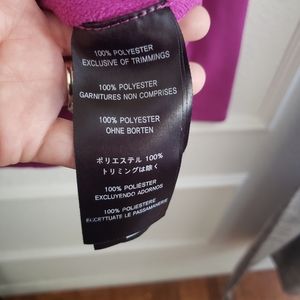 100% POLYESTER
EXCLUSIVE OF TRIMMINGS
100% POLYESTER
GARNITURES NON COMPRISES
100% POLYESTER
OHNE BORTEN
ポリエステル 100%
トリミングは除く
100% POLIÉSTER
EXCLUYENDO ADORNOS
100% POLIESTERE
ECCETTUATE LE PASSAMANERIE